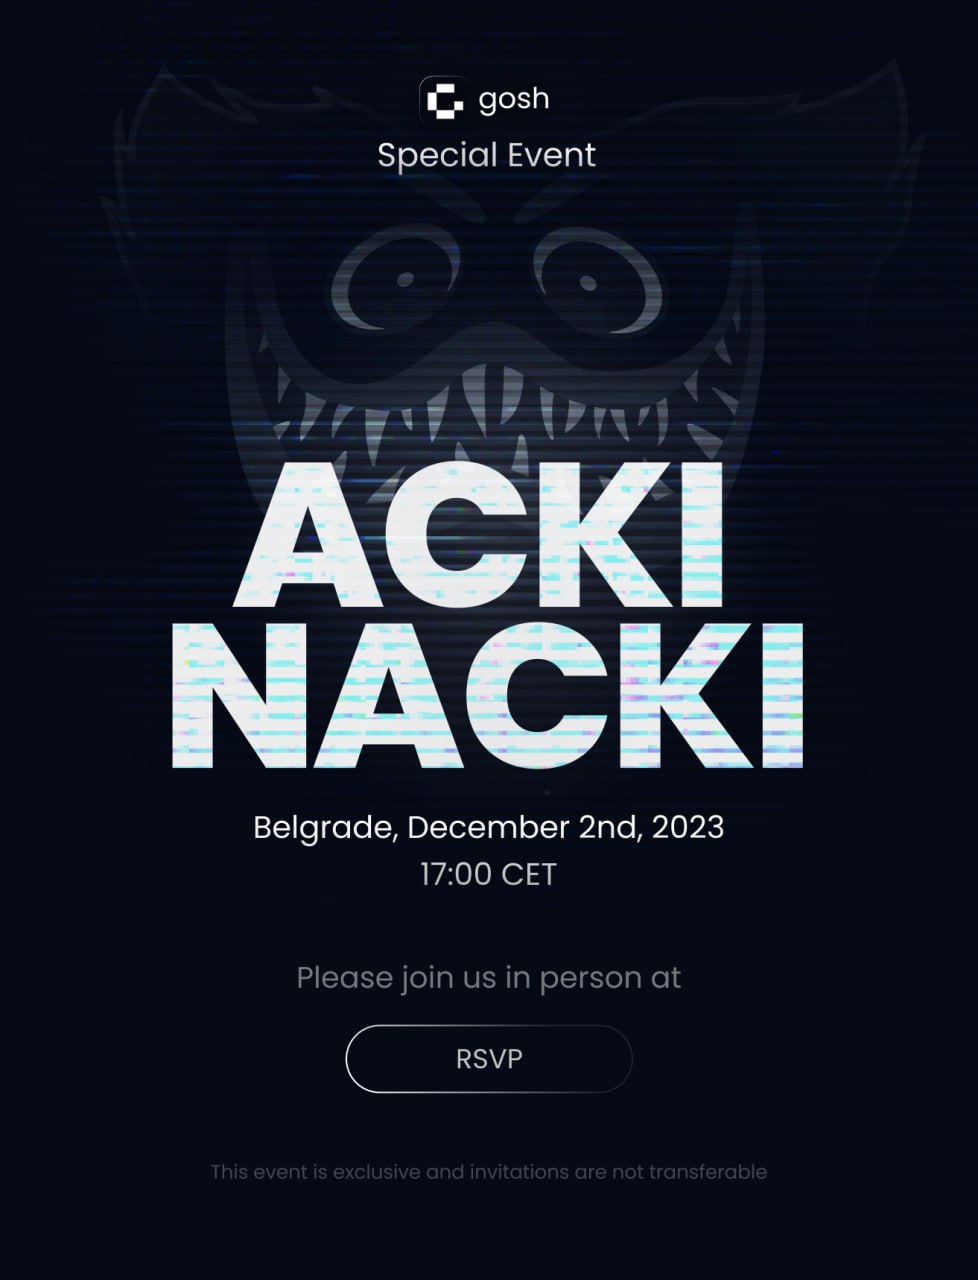 gosh
Special Event
ACKI
NACKI
Belgrade, December 2nd, 2023
17:00 CET
Please join us in person at
RSVP
This event is exclusive and invitations are not transferable